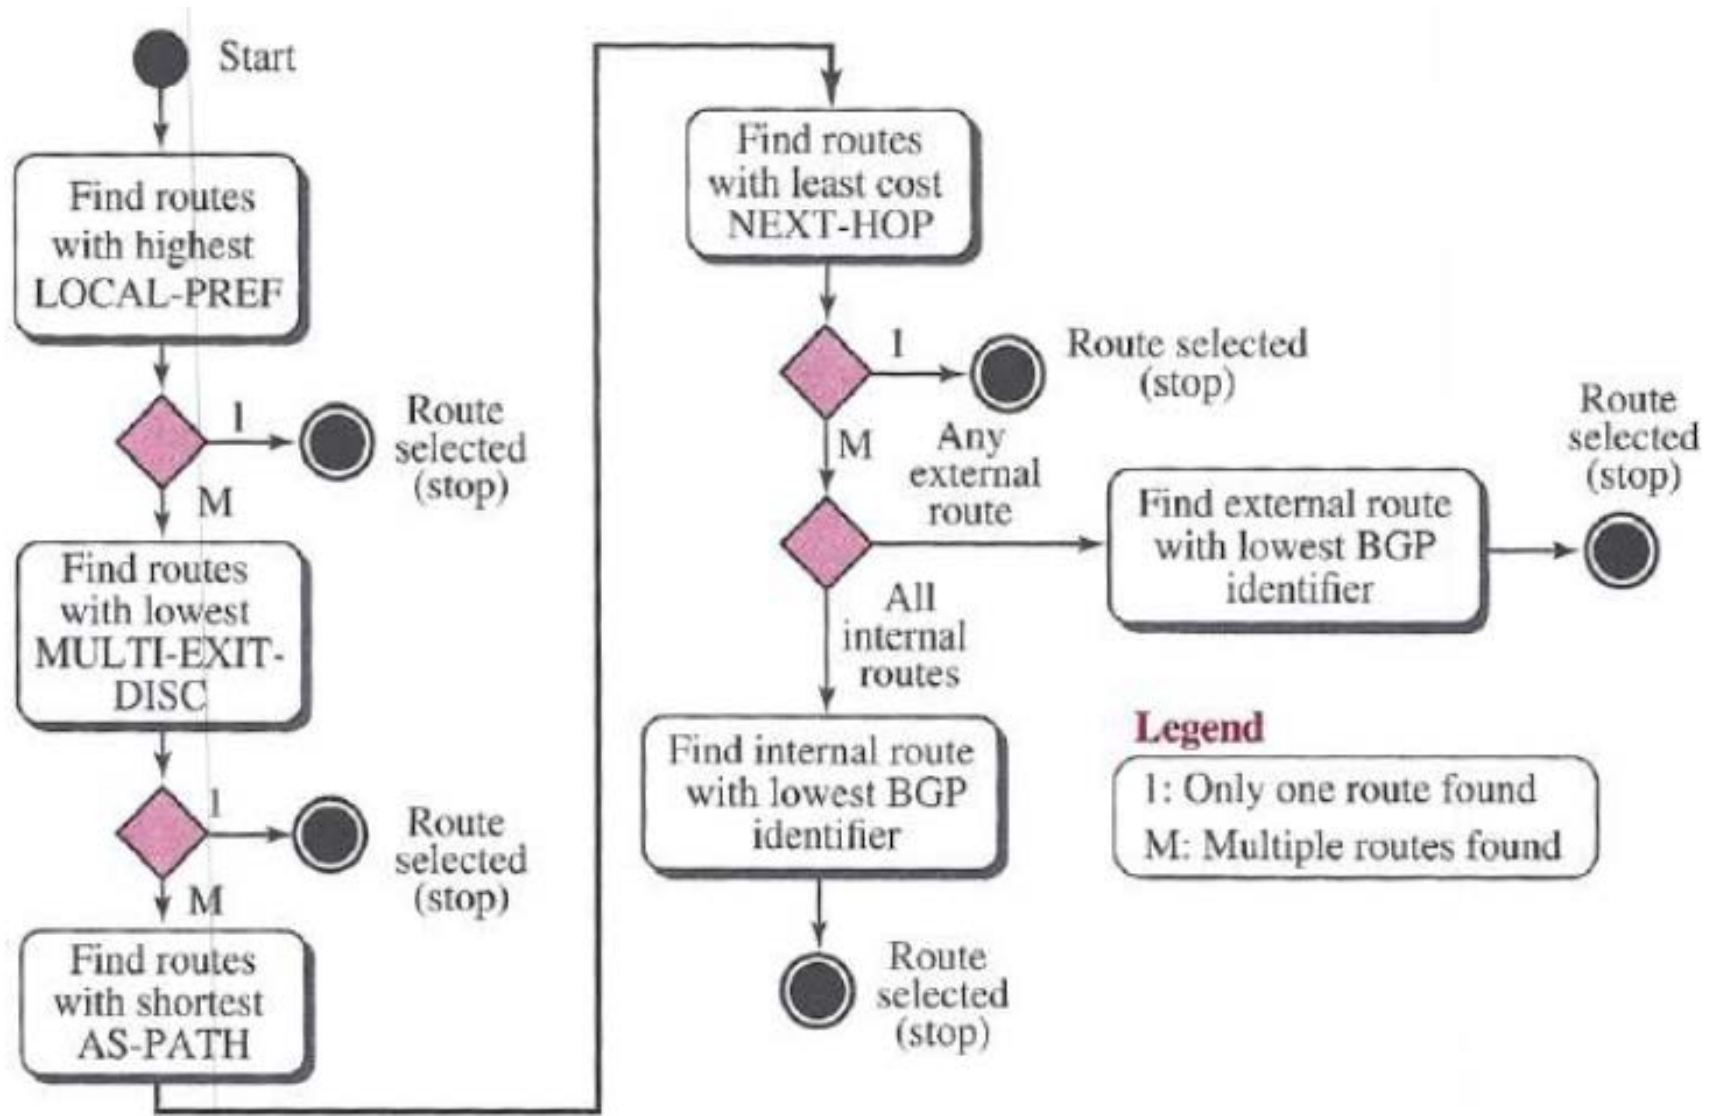 Start
Find routes
with highest
LOCAL-PREF
1
Route
selected
(stop)
M
Find routes
with lowest
MULTI-EXIT-
DISC
1
Route
selected
(stop)
M
Find routes
with shortest
AS-PATH
Find routes
with least cost
NEXT-HOP
1
Route selected
(stop)
M
Any
external
route
Find external route
with lowest BGP
identifier
Route
selected
(stop)
All
internal
routes
Find internal route
with lowest BGP
identifier
Route
selected
(stop)
Legend
1: Only one route found
M: Multiple routes found